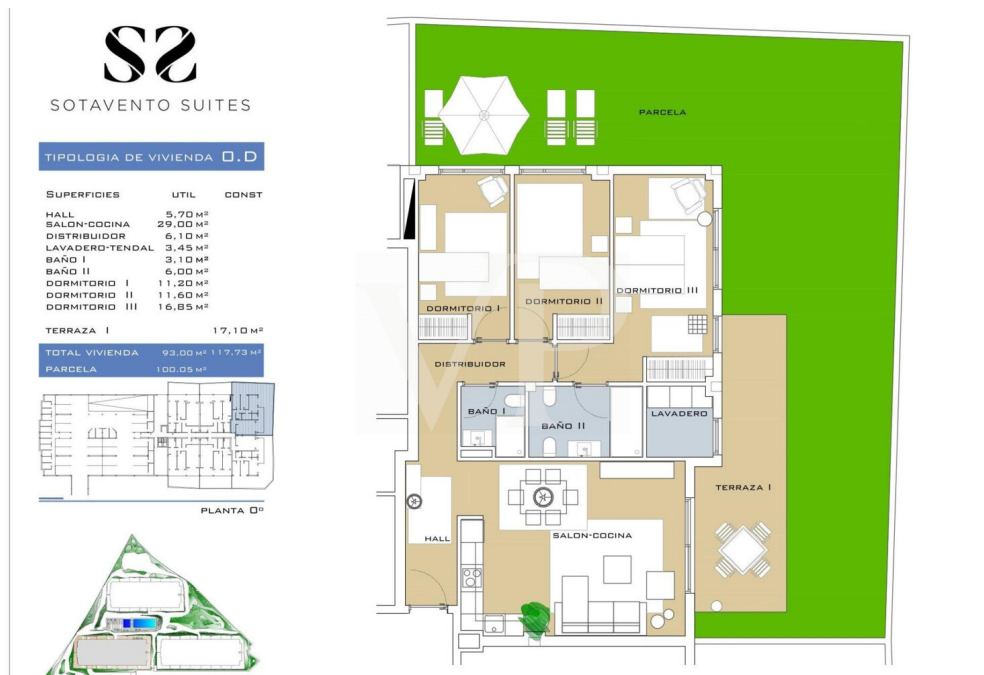 SS
SOTAVENTO SUITES
TIPOLOGIA DE VIVIENDA 0.D
SUPERFICIES UTIL CONST
HALL 5,70 M²
SALON-COCINA 29,00 M²
DISTRIBUIDOR 6,10 M²
LAVADERO-TENDAL 3,45 M²
BAÑO I 3,10 M²
BAÑO II 6,00 M²
DORMITORIO I 11,20 M²
DORMITORIO II 11,60 M²
DORMITORIO III 16,85 M²
TERRAZA I 17,10 M²
TOTAL VIVIENDA 93,00 M² 117,73 M²
PARCELA 100,05 M²
PLANTA 0º
PARCELA
DORMITORIO I
DORMITORIO II
DORMITORIO III
DISTRIBUIDOR
BAÑO I
BAÑO II
LAVADERO
TERRAZA I
HALL
SALON-COCINA
VP